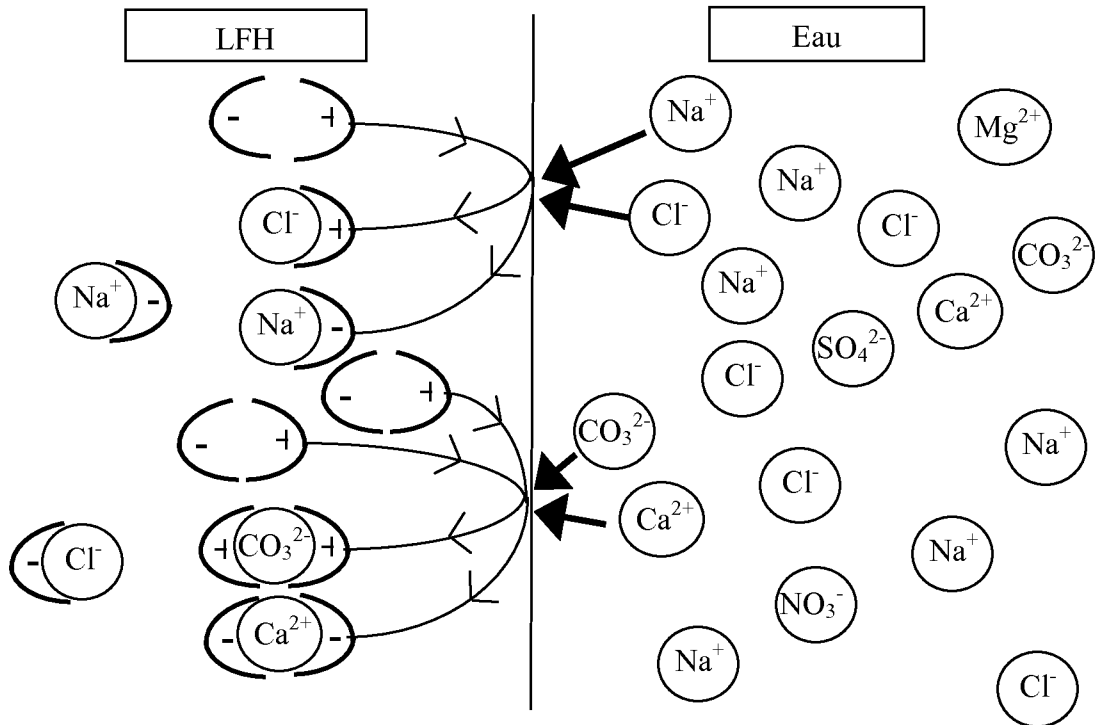 LFH
Eau
- +
Na⁺
Mg²⁺
Na⁺
Cl⁻ +
Cl⁻
Cl⁻
CO₃²⁻
Na⁺ -
Na⁺
Ca²⁺
Na⁺ -
SO₄²⁻
Cl⁻
- +
CO₃²⁻
- +
Na⁺
Cl⁻
Ca²⁺
+ CO₃²⁻ +
- Cl⁻
Na⁺
NO₃⁻
- Ca²⁺ -
Na⁺
Cl⁻